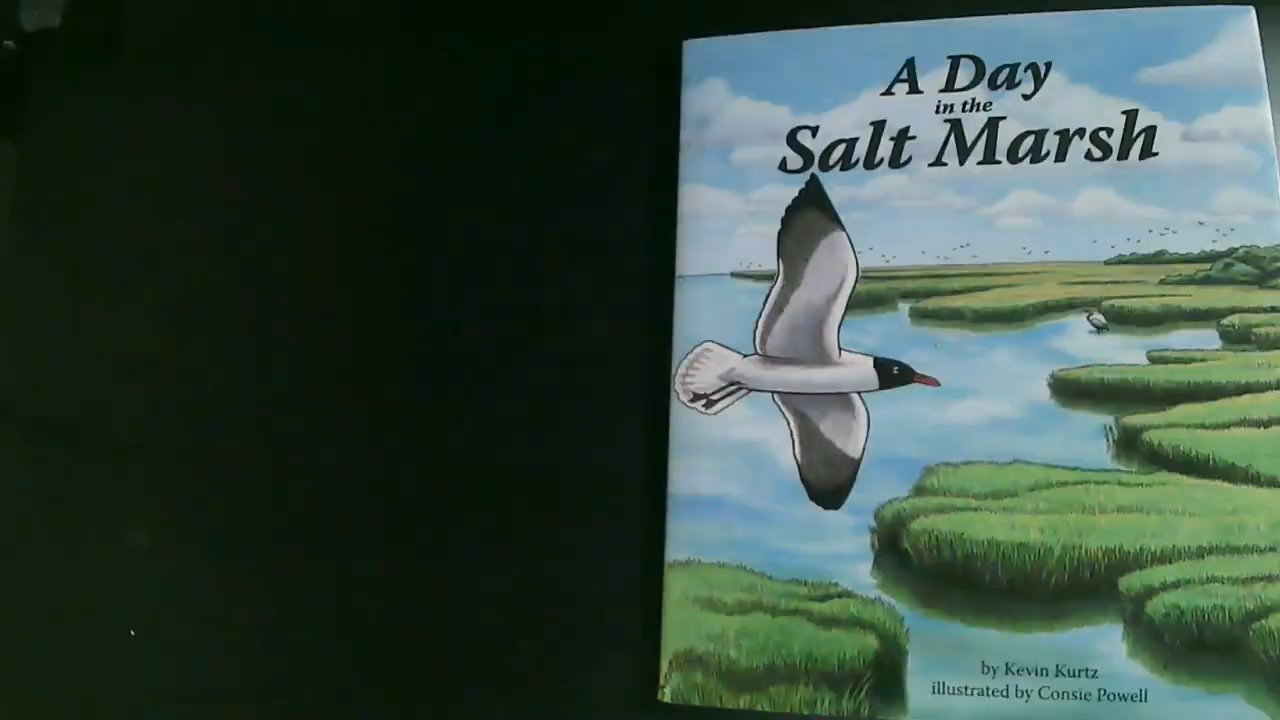 A Day
in the
Salt Marsh
by Kevin Kurtz
illustrated by Consie Powell